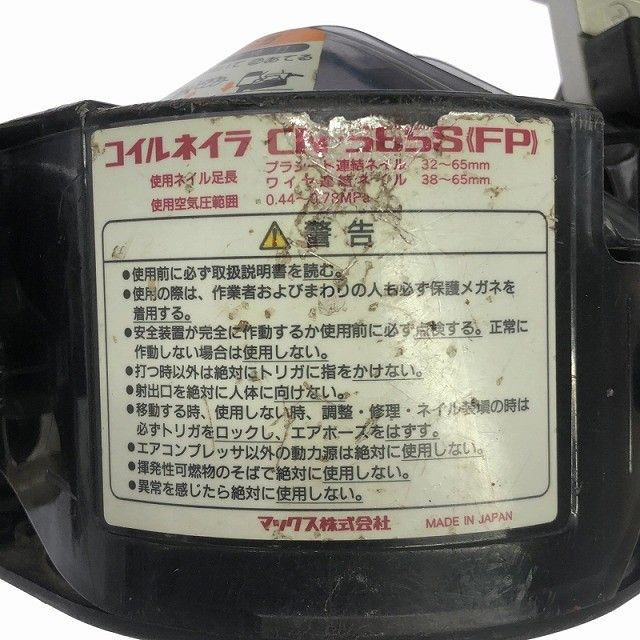 コイルネイラ CN-565S《FP》
使用ネイル足長 プラシート連結ネイル 32〜65mm
ワイヤ連結ネイル 38〜65mm
使用空気圧範囲 0.44〜0.78MPa
警告
●使用前に必ず取扱説明書を読む。
●使用の際は、作業者およびまわりの人も必ず保護メガネを
着用する。
●安全装置が完全に作動するか使用前に必ず点検する。正常に
作動しない場合は使用しない。
●打つ時以外は絶対にトリガに指をかけない。
●射出口を絶対に人体に向けない。
●移動する時、使用しない時、調整・修理・ネイル装填の時は
必ずトリガをロックし、エアホースをはずす。
●エアコンプレッサ以外の動力源は絶対に使用しない。
●揮発性可燃物のそばで絶対に使用しない。
●異常を感じたら絶対に使用しない。
マックス株式会社 MADE IN JAPAN